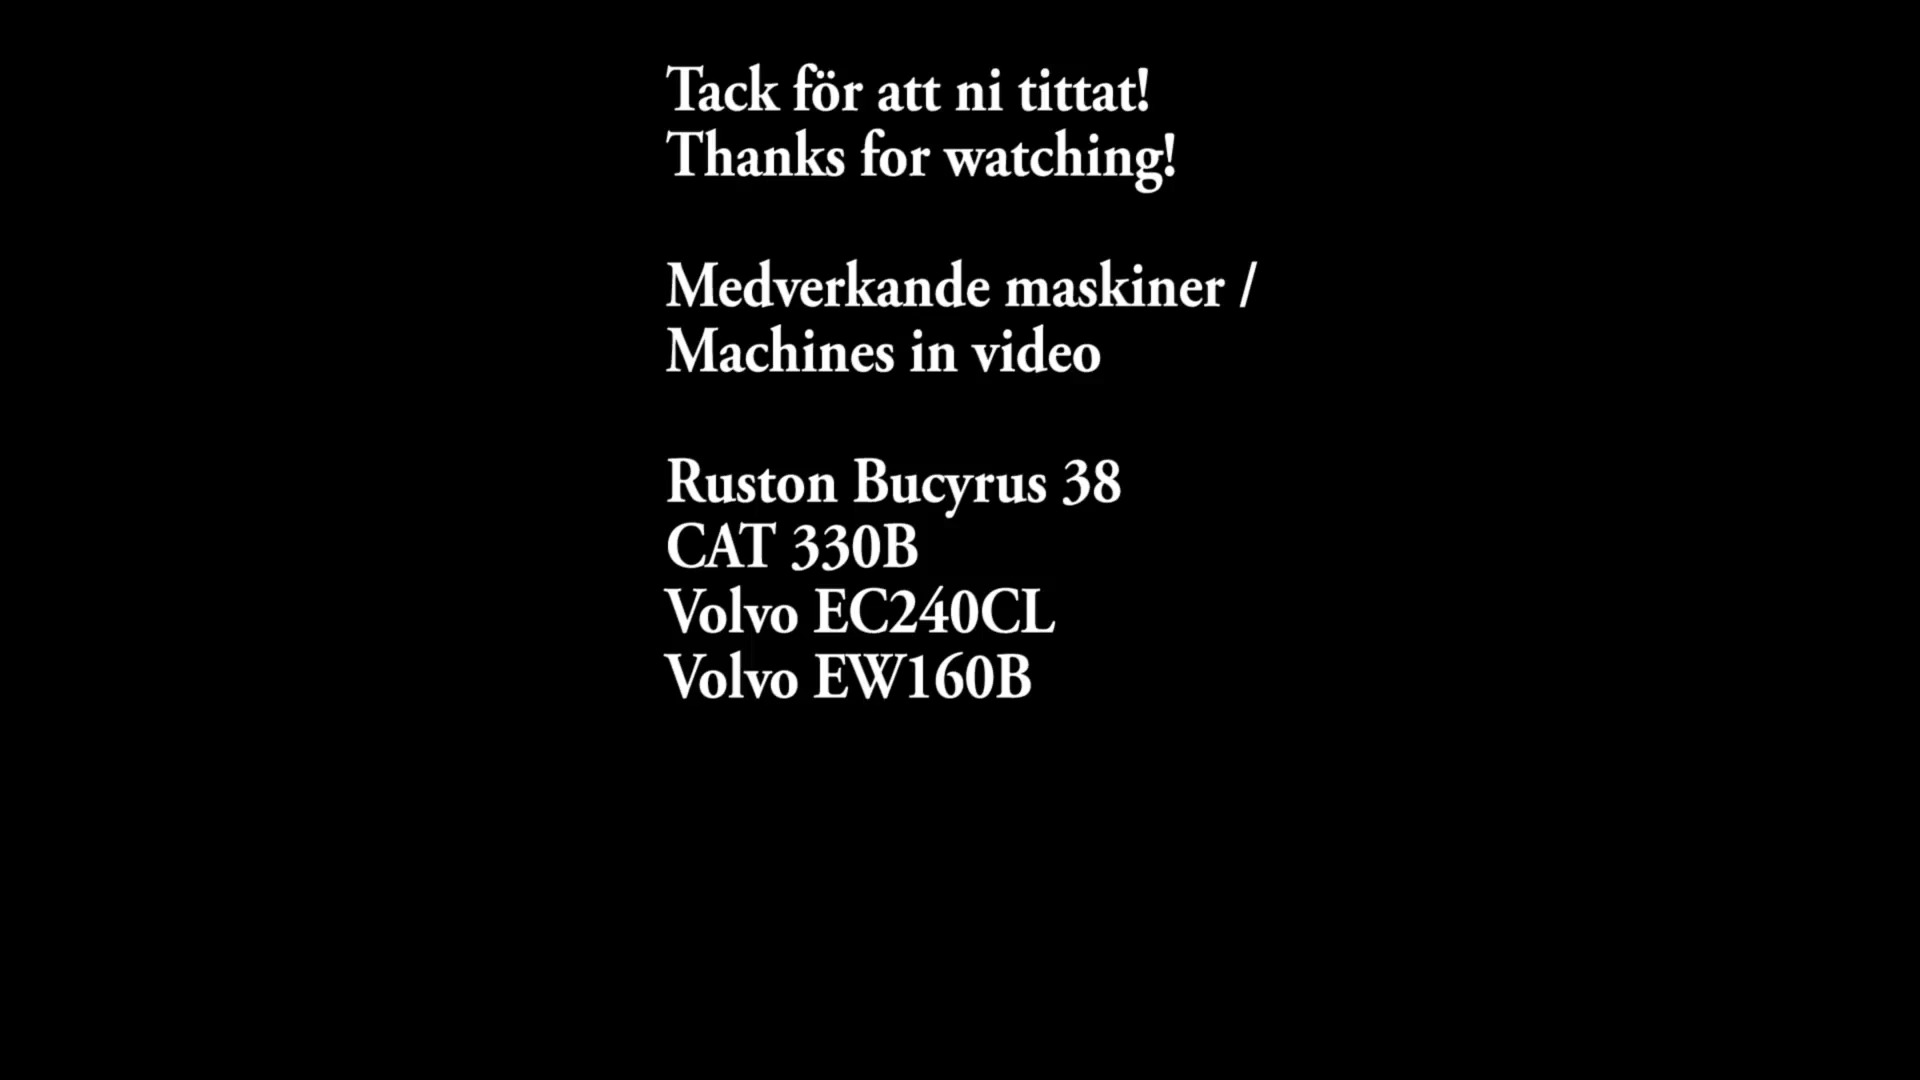 Tack för att ni tittat!
Thanks for watching!
Medverkande maskiner /
Machines in video
Ruston Bucyrus 38
CAT 330B
Volvo EC240CL
Volvo EW160B